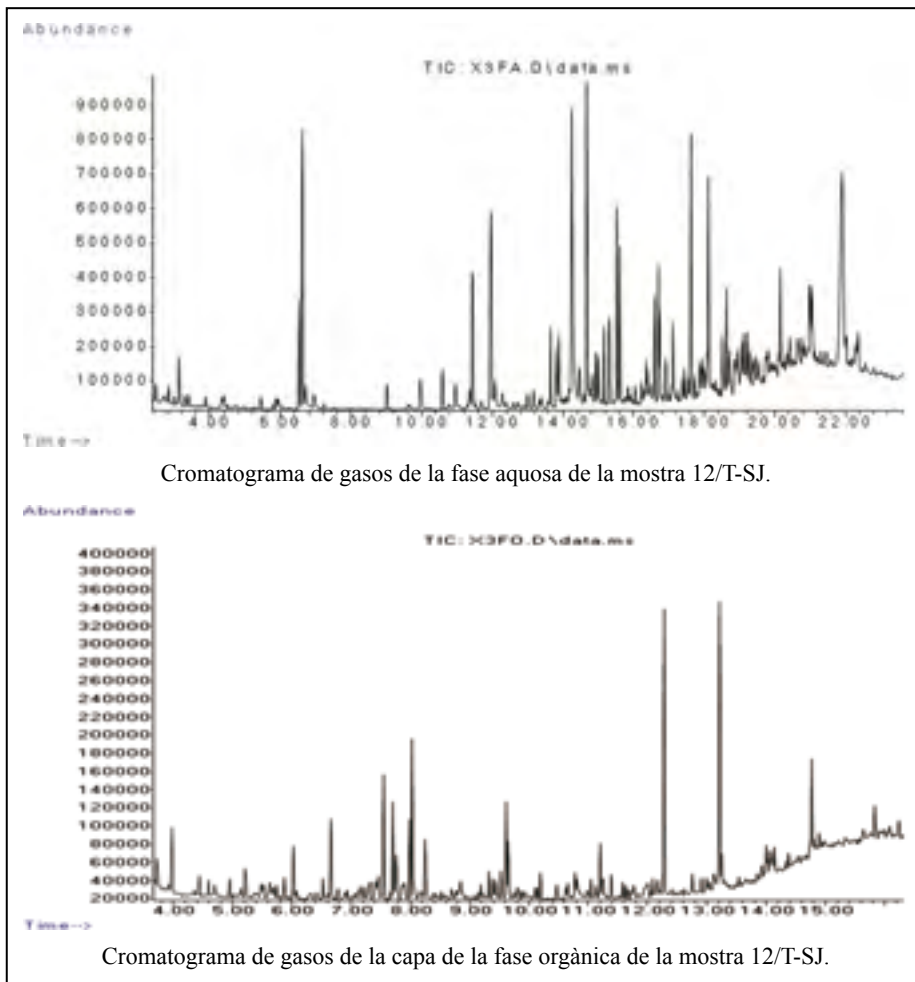 Abundance
TIC: X3FA.D\data.ms
900000
800000
700000
600000
500000
400000
300000
200000
100000
4.00 6.00 8.00 10.00 12.00 14.00 16.00 18.00 20.00 22.00
Time-->
Cromatograma de gasos de la fase aquosa de la mostra 12/T-SJ.
Abundance
TIC: X3FO.D\data.ms
400000
380000
360000
340000
320000
300000
280000
260000
240000
220000
200000
180000
160000
140000
120000
100000
80000
60000
40000
20000
4.00 5.00 6.00 7.00 8.00 9.00 10.00 11.00 12.00 13.00 14.00 15.00
Time-->
Cromatograma de gasos de la capa de la fase orgànica de la mostra 12/T-SJ.